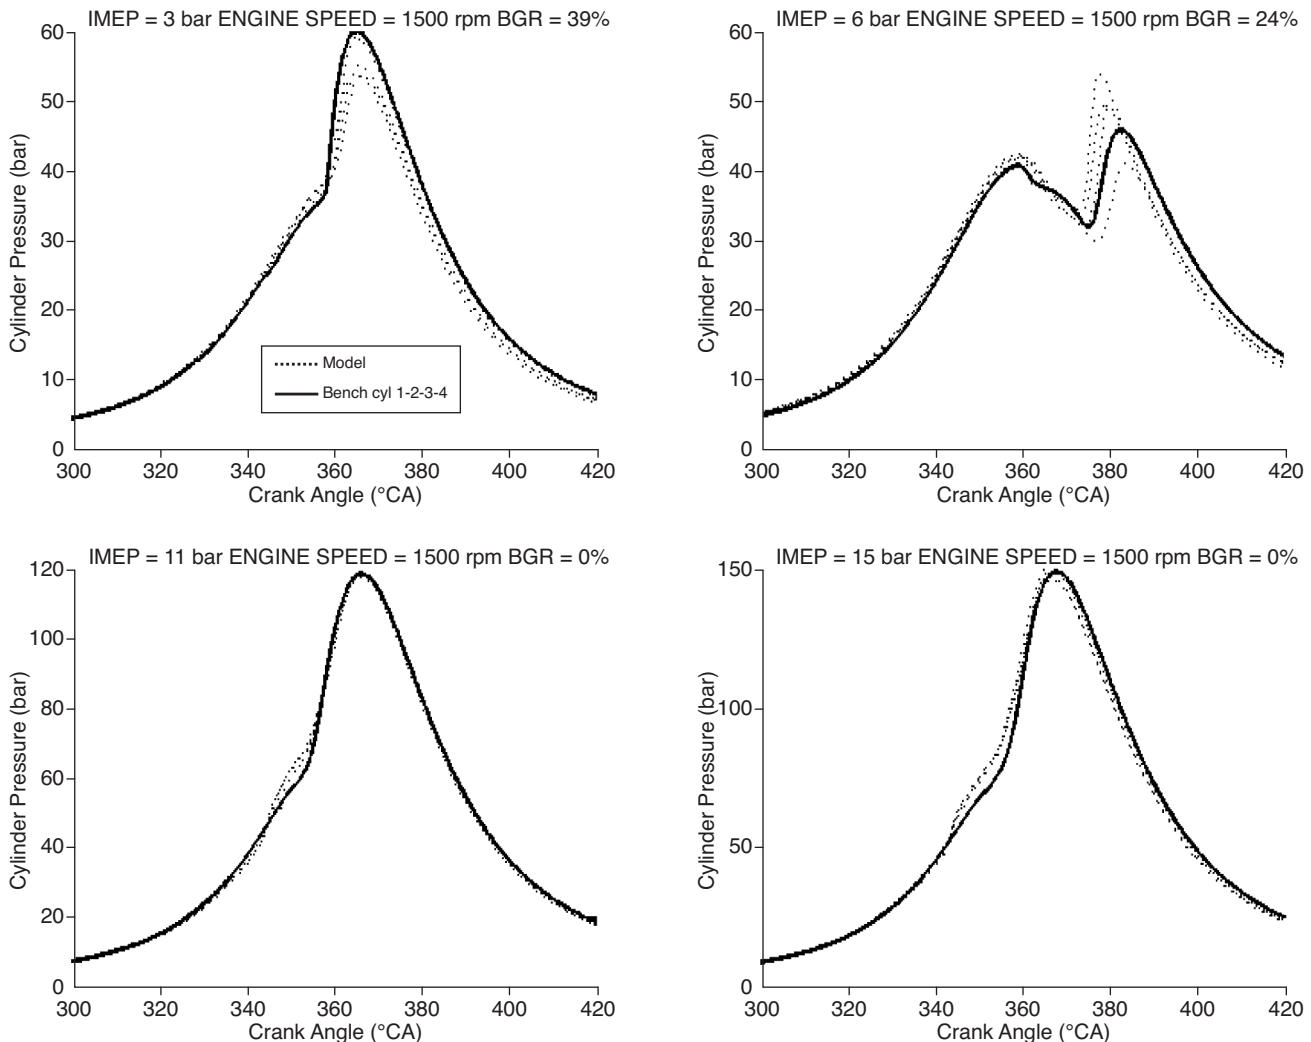 IMEP = 3 bar ENGINE SPEED = 1500 rpm BGR = 39%
60
50
40
30
20
10
0
Cylinder Pressure (bar)
Model
Bench cyl 1-2-3-4
300 320 340 360 380 400 420
Crank Angle (°CA)
IMEP = 6 bar ENGINE SPEED = 1500 rpm BGR = 24%
60
50
40
30
20
10
0
Cylinder Pressure (bar)
300 320 340 360 380 400 420
Crank Angle (°CA)
IMEP = 11 bar ENGINE SPEED = 1500 rpm BGR = 0%
120
100
80
60
40
20
0
Cylinder Pressure (bar)
300 320 340 360 380 400 420
Crank Angle (°CA)
IMEP = 15 bar ENGINE SPEED = 1500 rpm BGR = 0%
150
100
50
0
Cylinder Pressure (bar)
300 320 340 360 380 400 420
Crank Angle (°CA)